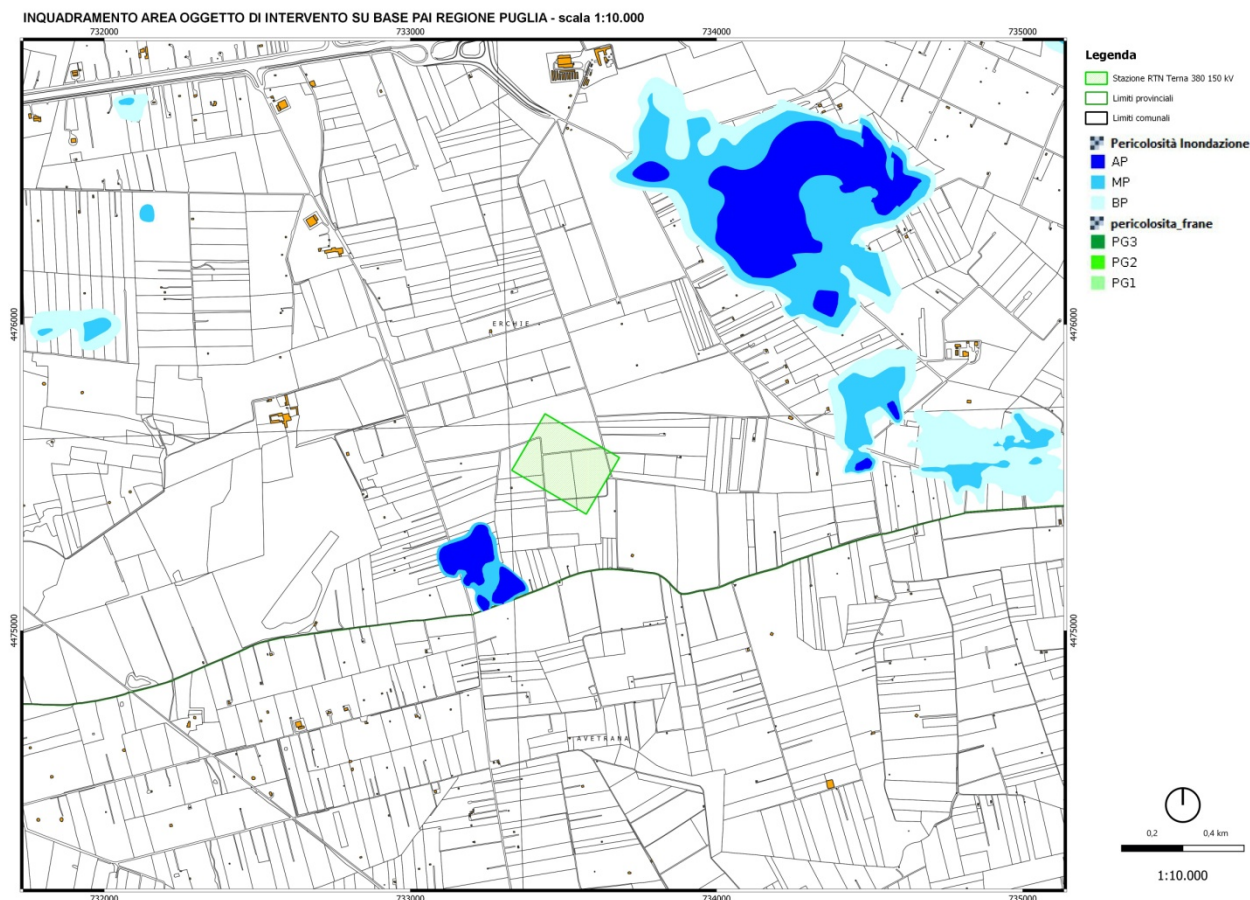 INQUADRAMENTO AREA OGGETTO DI INTERVENTO SU BASE PAI REGIONE PUGLIA - scala 1:10.000
732000
733000
734000
735000
Legenda
Stazione RTN Terna 380 150 kV
Limiti provinciali
Limiti comunali
Pericolosità Inondazione
AP
MP
BP
pericolosita_frane
PG3
PG2
PG1
4476000
ERCHIE
4476000
4475000
4475000
AVETRANA
0,2
0,4 km
1:10.000
732000
733000
734000
735000